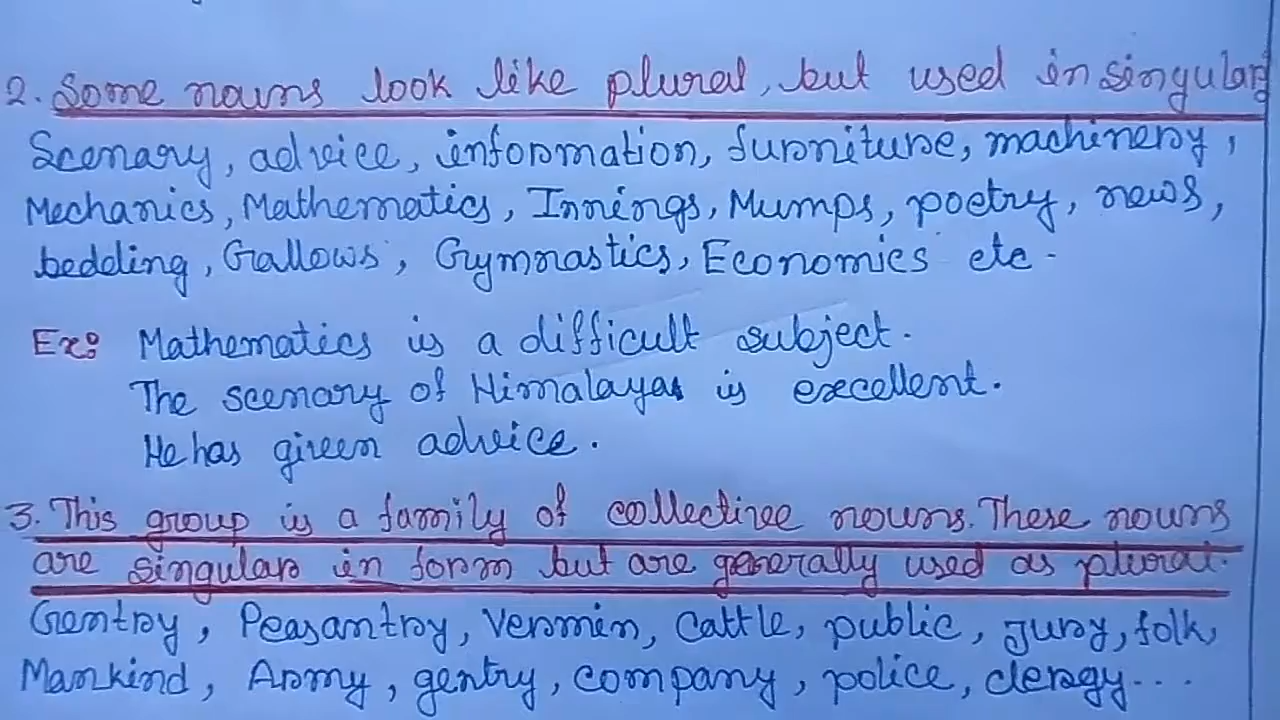 2. Some nouns look like plural, but used in singular
Scenary, advice, information, furniture, machinery,
Mechanics, Mathematics, Innings, Mumps, poetry, news,
bedding, Gallows, Gymnastics, Economics etc.
Ex: Mathematics is a difficult subject.
The scenary of Himalayas is excellent.
He has given advice.
3. This group is a family of collective nouns. These nouns
are singular in form but are generally used as plural.
Gentry, Peasantry, Vermin, Cattle, public, Jury, folk,
Mankind, Army, gentry, company, police, clergy...